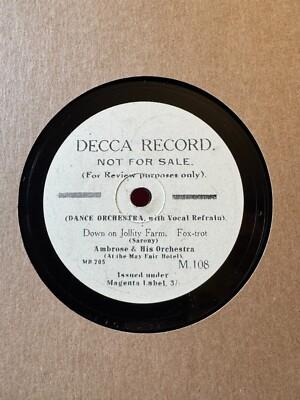 DECCA RECORD.
NOT FOR SALE.
(For Review purposes only).
(DANCE ORCHESTRA, with Vocal Refrain).
Down on Jollity Farm. Fox-trot
(Sarony)
Ambrose & His Orchestra
(At the May Fair Hotel)
MB 205 M. 108
Issued under
Magenta Label, 3/-